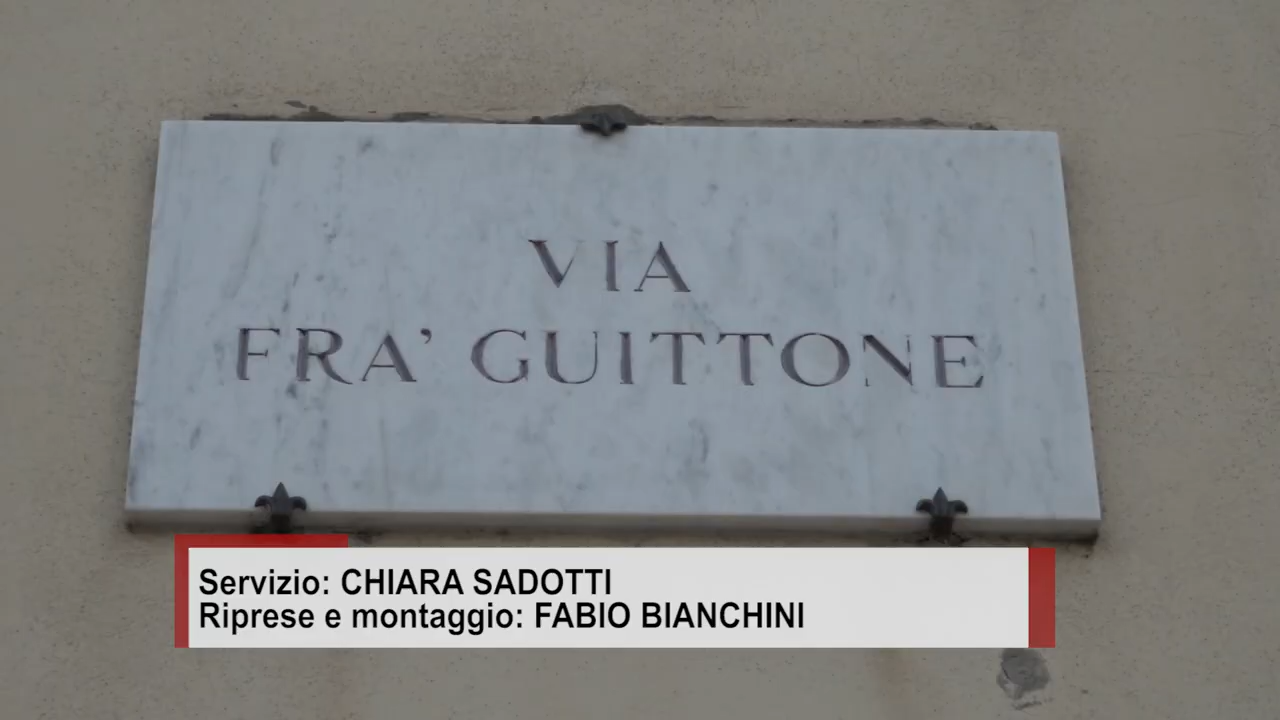 VIA
FRA' GUITTONE
Servizio: CHIARA SADOTTI
Riprese e montaggio: FABIO BIANCHINI